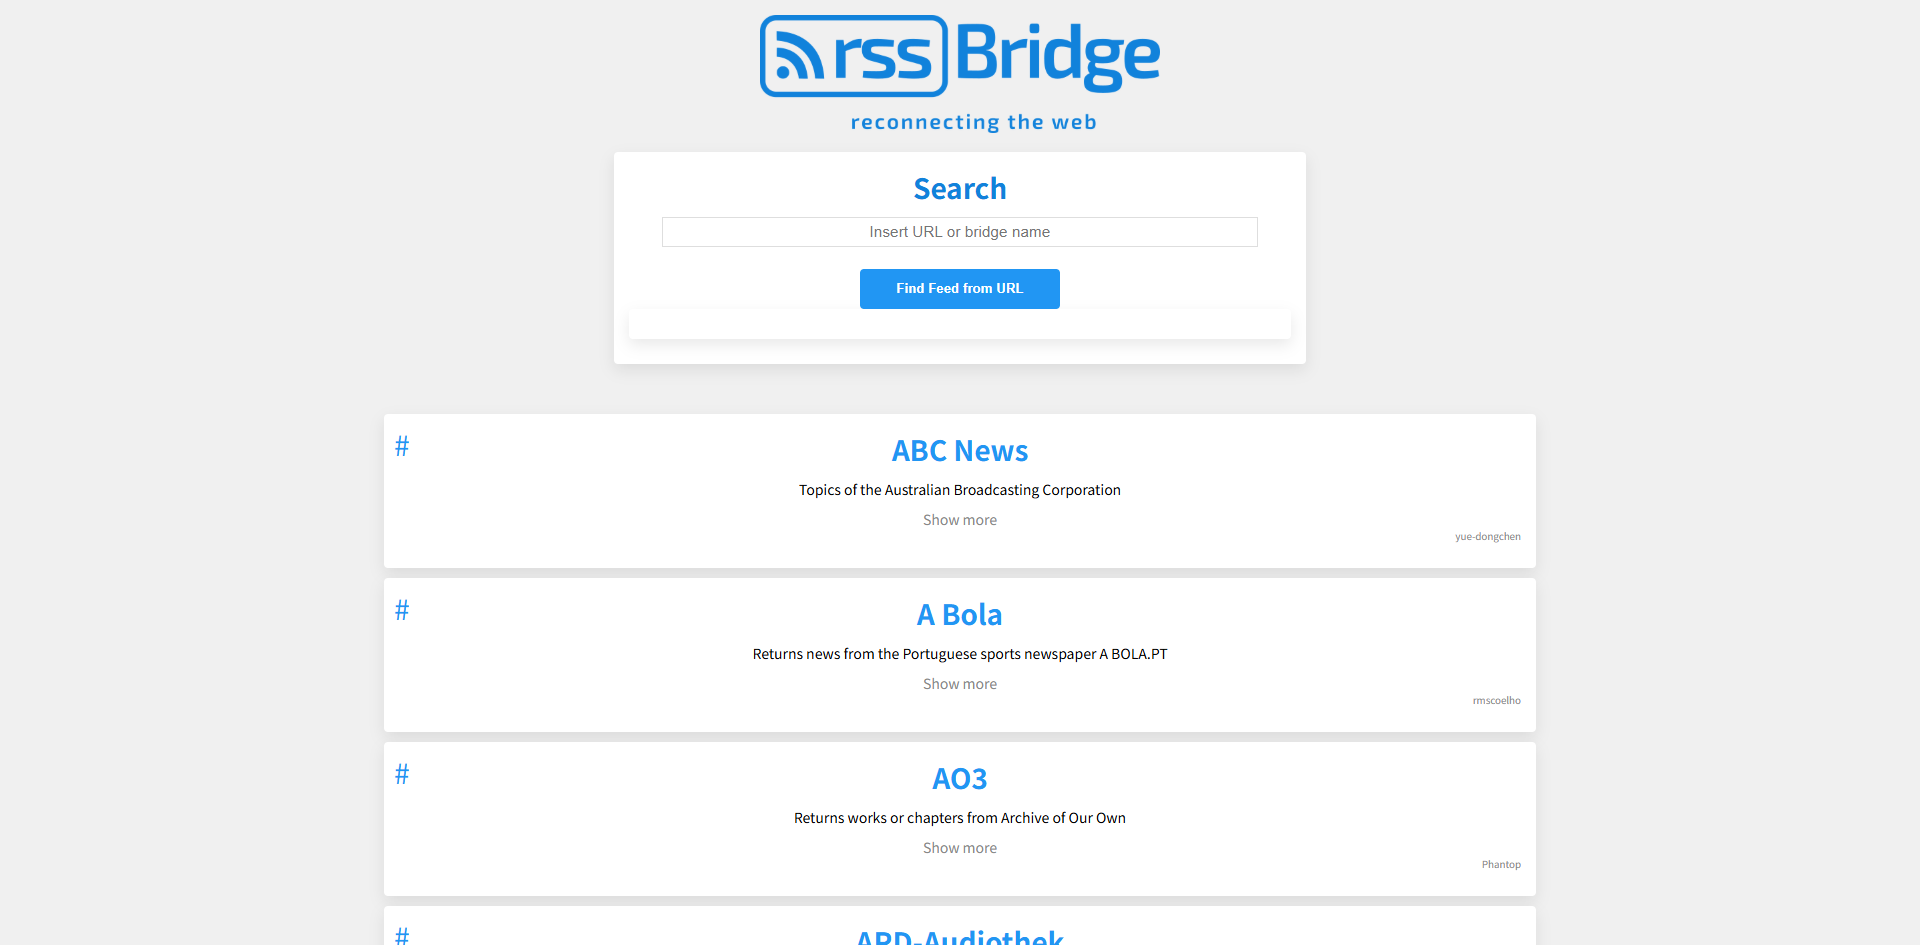 rss Bridge
reconnecting the web
Search
Insert URL or bridge name
Find Feed from URL
#
ABC News
Topics of the Australian Broadcasting Corporation
Show more
yue-dongchen
#
A Bola
Returns news from the Portuguese sports newspaper A BOLA.PT
Show more
rmscoelho
#
AO3
Returns works or chapters from Archive of Our Own
Show more
Phantop
#
ARD-Audiothek